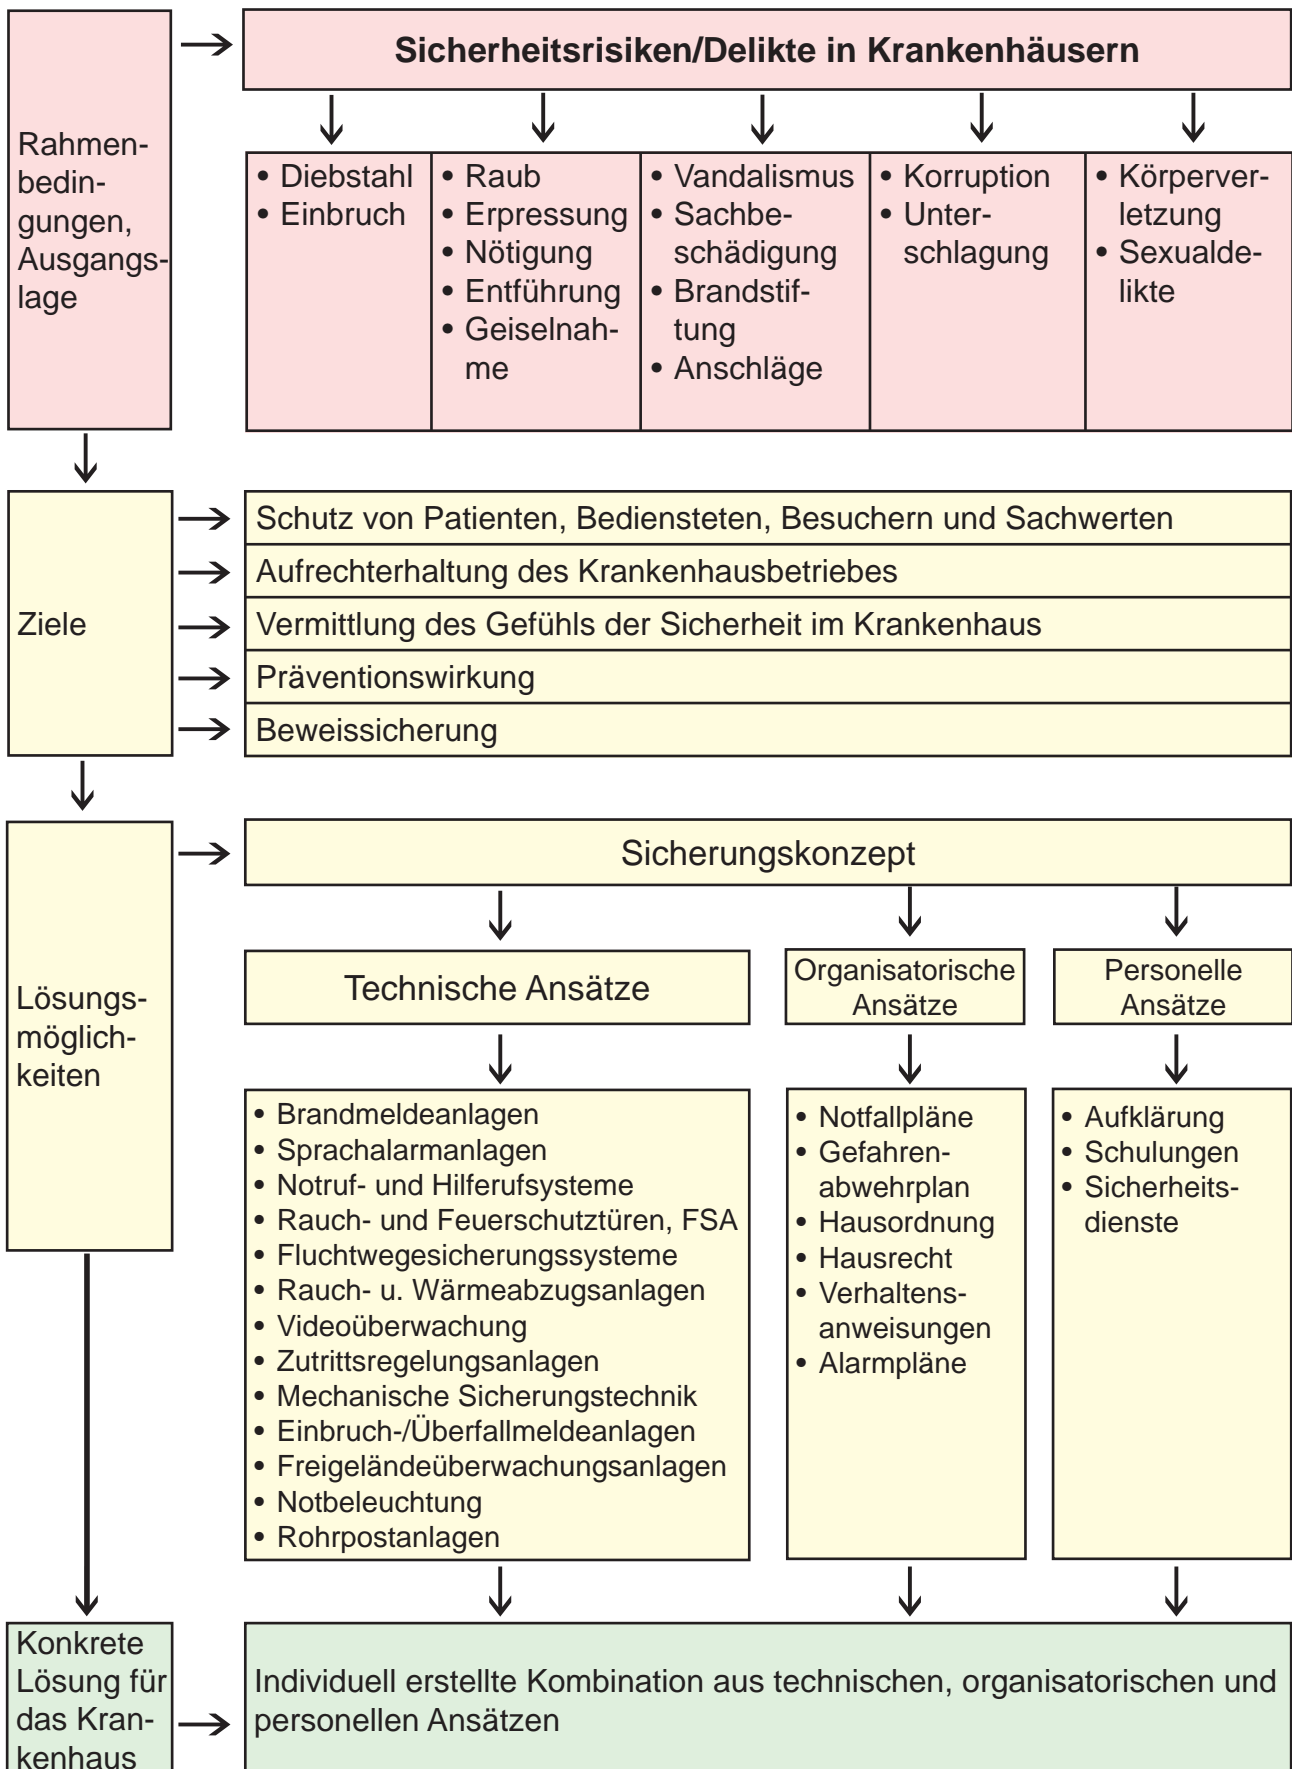 Rahmen-
bedin-
gungen,
Ausgangs-
lage
Sicherheitsrisiken/Delikte in Krankenhäusern
• Diebstahl
• Einbruch
• Raub
• Erpressung
• Nötigung
• Entführung
• Geiselnah-
me
• Vandalismus
• Sachbe-
schädigung
• Brandstif-
tung
• Anschläge
• Korruption
• Unter-
schlagung
• Körperver-
letzung
• Sexualde-
likte
Ziele
Schutz von Patienten, Bediensteten, Besuchern und Sachwerten
Aufrechterhaltung des Krankenhausbetriebes
Vermittlung des Gefühls der Sicherheit im Krankenhaus
Präventionswirkung
Beweissicherung
Lösungs-
möglich-
keiten
Sicherungskonzept
Technische Ansätze
• Brandmeldeanlagen
• Sprachalarmanlagen
• Notruf- und Hilferufsysteme
• Rauch- und Feuerschutztüren, FSA
• Fluchtwegesicherungssysteme
• Rauch- u. Wärmeabzugsanlagen
• Videoüberwachung
• Zutrittsregelungsanlagen
• Mechanische Sicherungstechnik
• Einbruch-/Überfallmeldeanlagen
• Freigeländeüberwachungsanlagen
• Notbeleuchtung
• Rohrpostanlagen
Organisatorische
Ansätze
• Notfallpläne
• Gefahren-
abwehrplan
• Hausordnung
• Hausrecht
• Verhaltens-
anweisungen
• Alarmpläne
Personelle
Ansätze
• Aufklärung
• Schulungen
• Sicherheits-
dienste
Konkrete
Lösung für
das Kran-
kenhaus
Individuell erstellte Kombination aus technischen, organisatorischen und
personellen Ansätzen